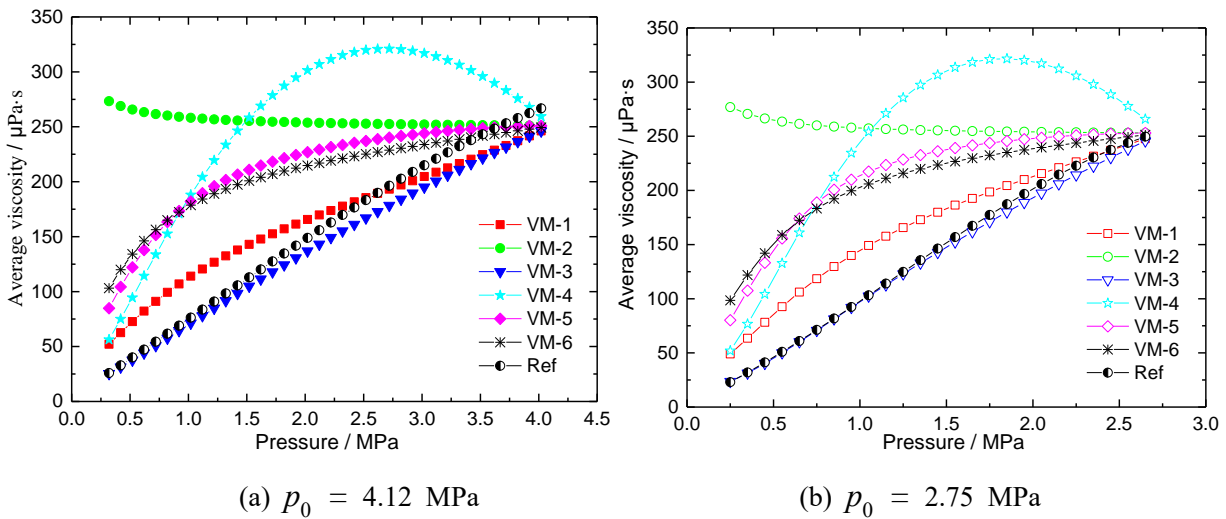 350
300
250
200
150
100
50
0
Average viscosity / μPa·s
VM-1
VM-2
VM-3
VM-4
VM-5
VM-6
Ref
0.0 0.5 1.0 1.5 2.0 2.5 3.0 3.5 4.0 4.5
Pressure / MPa
(a) p₀ = 4.12 MPa
350
300
250
200
150
100
50
0
Average viscosity / μPa·s
VM-1
VM-2
VM-3
VM-4
VM-5
VM-6
Ref
0.0 0.5 1.0 1.5 2.0 2.5 3.0
Pressure / MPa
(b) p₀ = 2.75 MPa